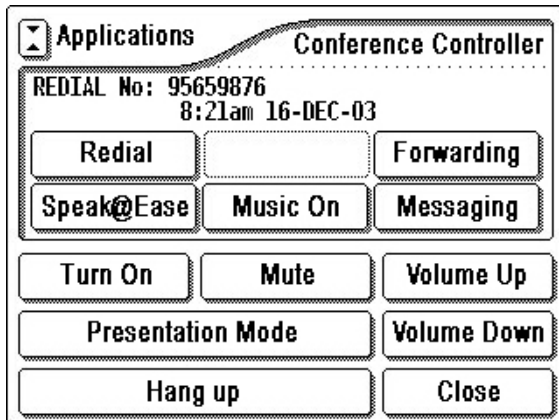 Applications
Conference Controller
REDIAL No: 95659876
8:21am 16-DEC-03
Redial Forwarding
Speak@Ease Music On Messaging
Turn On Mute Volume Up
Presentation Mode Volume Down
Hang up Close